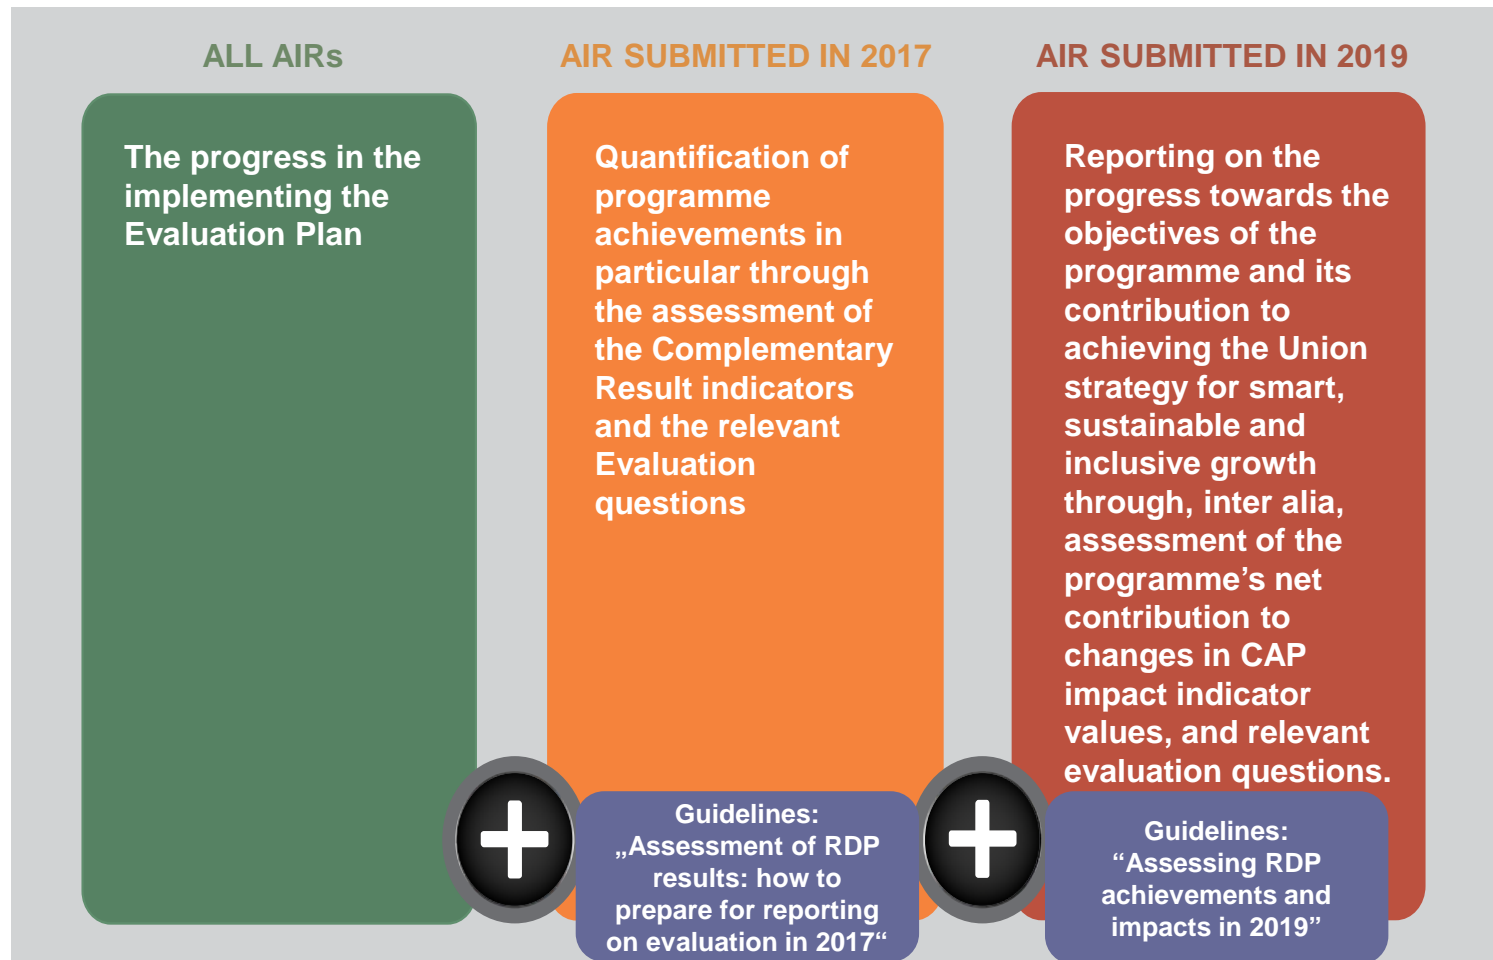 ALL AIRs
The progress in the
implementing the
Evaluation Plan
AIR SUBMITTED IN 2017
Quantification of
programme
achievements in
particular through
the assessment of
the Complementary
Result indicators
and the relevant
Evaluation
questions
Guidelines:
„Assessment of RDP
results: how to
prepare for reporting
on evaluation in 2017“
AIR SUBMITTED IN 2019
Reporting on the
progress towards the
objectives of the
programme and its
contribution to
achieving the Union
strategy for smart,
sustainable and
inclusive growth
through, inter alia,
assessment of the
programme’s net
contribution to
changes in CAP
impact indicator
values, and relevant
evaluation questions.
Guidelines:
“Assessing RDP
achievements and
impacts in 2019”